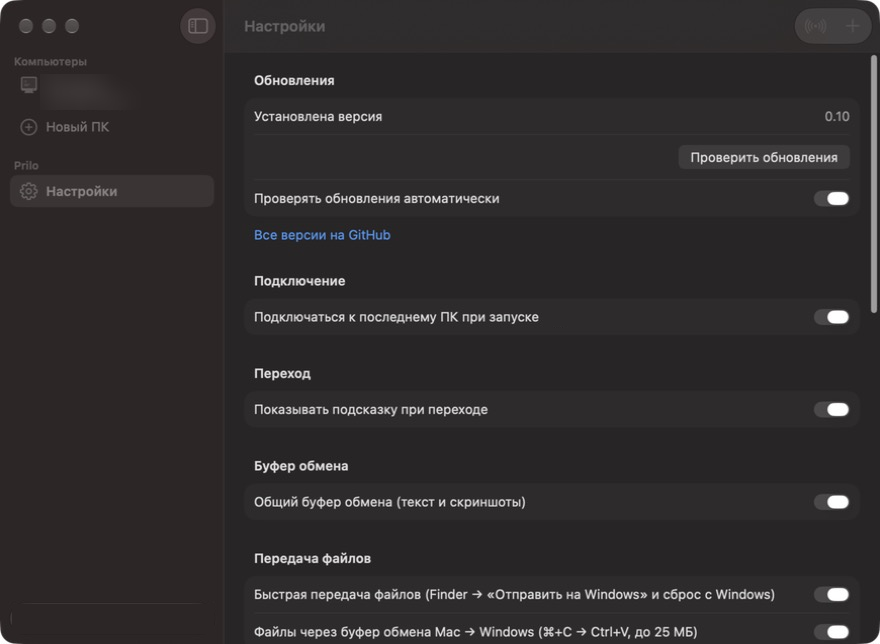 Настройки
Компьютеры
Новый ПК
Prilo
Настройки
Обновления
Установлена версия 0.10
Проверить обновления
Проверять обновления автоматически
Все версии на GitHub
Подключение
Подключаться к последнему ПК при запуске
Переход
Показывать подсказку при переходе
Буфер обмена
Общий буфер обмена (текст и скриншоты)
Передача файлов
Быстрая передача файлов (Finder → «Отправить на Windows» и сброс с Windows)
Файлы через буфер обмена Mac → Windows (⌘+C → Ctrl+V, до 25 МБ)